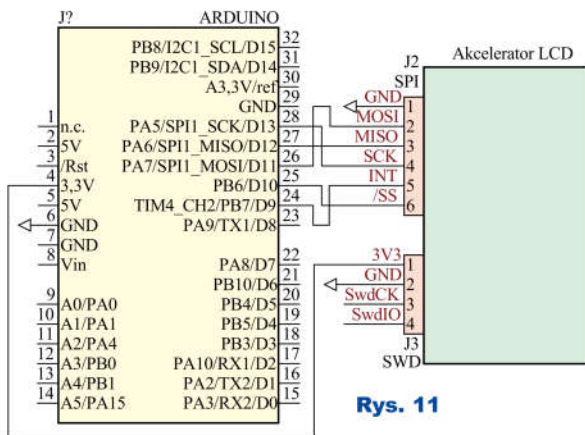 J?
ARDUINO
32
PB8/I2C1_SCL/D15
31
PB9/I2C1_SDA/D14
30
A3,3V/ref
29
GND
28
1
n.c.
PA5/SPI1_SCK/D13
27
2
5V
PA6/SPI1_MISO/D12
26
3
/Rst
PA7/SPI1_MOSI/D11
25
4
3,3V
PB6/D10
24
5
5V
TIM4_CH2/PB7/D9
23
6
GND
PA9/TX1/D8
7
GND
8
Vin
22
PA8/D7
21
PB10/D6
20
9
A0/PA0
PB4/D5
19
10
A1/PA1
PB5/D4
18
11
A2/PA4
PB3/D3
17
12
A3/PB0
PA10/RX1/D2
16
13
A4/PB1
PA2/TX2/D1
15
14
A5/PA15
PA3/RX2/D0
J2
SPI
Akcelerator LCD
GND
1
MOSI
2
MISO
3
SCK
4
INT
5
/SS
6
3V3
1
GND
2
SwdCK
3
SwdIO
4
J3
SWD
Rys. 11